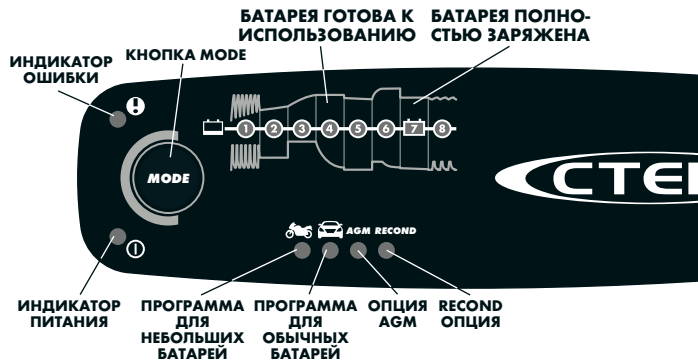 БАТАРЕЯ ГОТОВА К
ИСПОЛЬЗОВАНИЮ
БАТАРЕЯ ПОЛНО-
СТЬЮ ЗАРЯЖЕНА
КНОПКА MODE
ИНДИКАТОР
ОШИБКИ
1 2 3 4 5 6 7 8
MODE
CTEK
AGM RECOND
ИНДИКАТОР
ПИТАНИЯ
ПРОГРАММА
ДЛЯ
НЕБОЛЬШИХ
БАТАРЕЙ
ПРОГРАММА
ДЛЯ
ОБЫЧНЫХ
БАТАРЕЙ
ОПЦИЯ
AGM
RECOND
ОПЦИЯ